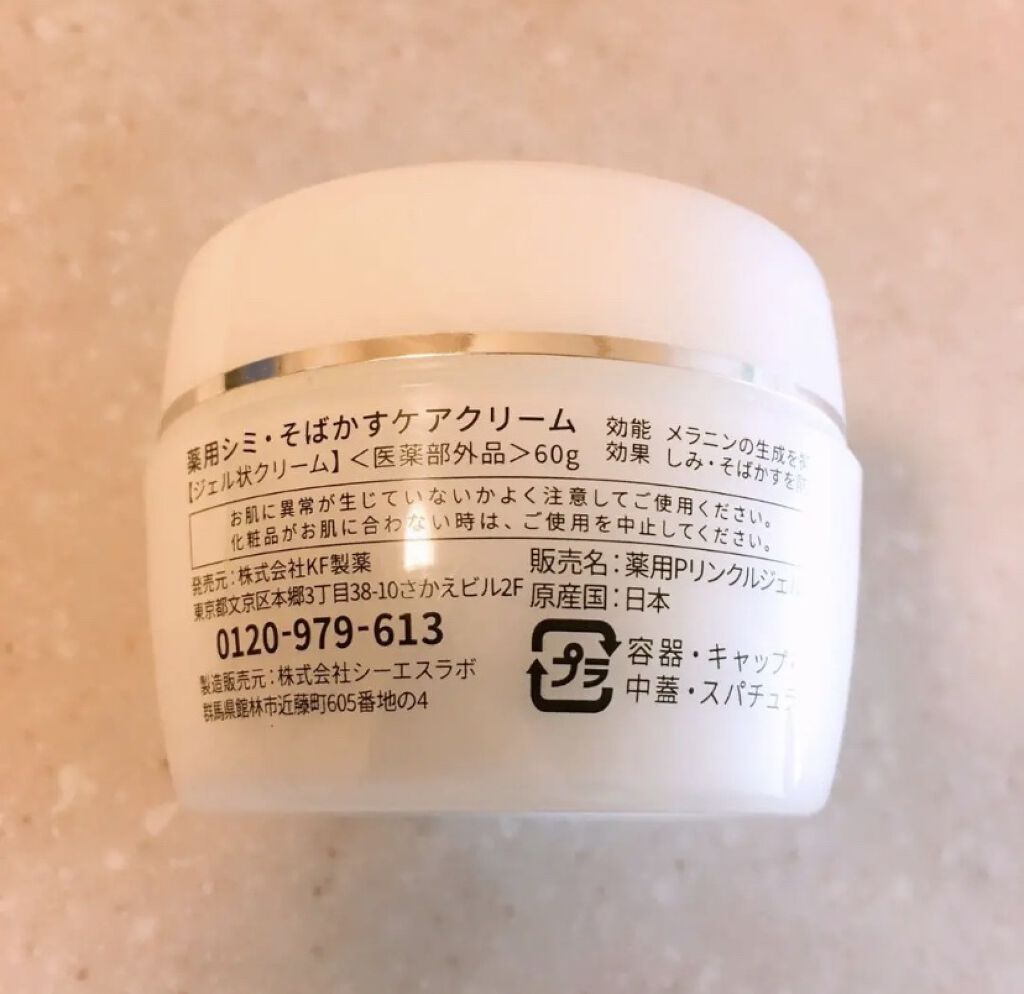 薬用シミ・そばかすケアクリーム
【ジェル状クリーム】＜医薬部外品＞60g
効能 メラニンの生成を
効果 しみ・そばかすを
お肌に異常が生じていないかよく注意してご使用ください。
化粧品がお肌に合わない時は、ご使用を中止してください。
発売元：株式会社KF製薬
東京都文京区本郷3丁目38-10さかえビル2F
0120-979-613
製造販売元：株式会社シーエスラボ
群馬県館林市近藤町605番地の4
販売名：薬用Pリンクルジェル
原産国：日本
プラ
容器・キャップ・
中蓋・スパチュラ